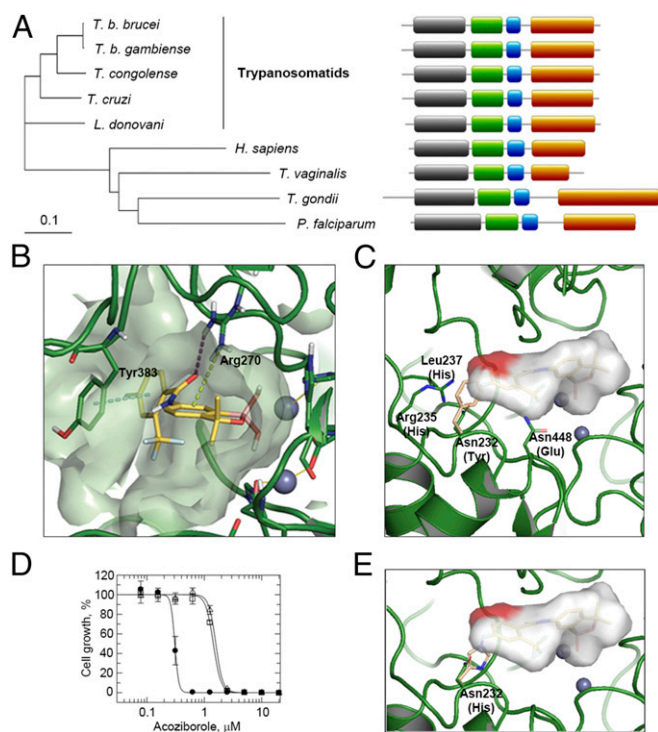 A
T. b. brucei
T. b. gambiense
T. congolense
Trypanosomatids
T. cruzi
L. donovani
H. sapiens
T. vaginalis
T. gondii
P. falciparum
0.1
B
Tyr383
Arg270
C
Leu237
(His)
Arg235
(His)
Asn232
(Tyr)
Asn448
(Glu)
D
Cell growth, %
120
100
80
60
40
20
0
0.1
1
10
Acoziborole, μM
E
Asn232
(His)